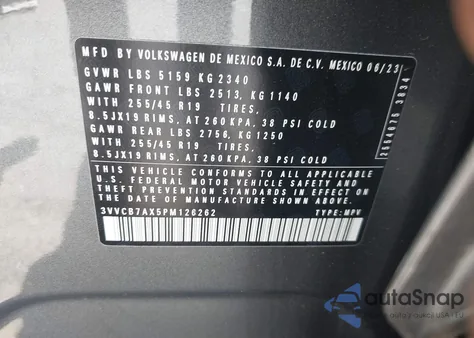 MFD BY VOLKSWAGEN DE MEXICO S.A. DE C.V. MEXICO 06/23
GVWR LBS 5159 KG 2340
GAWR FRONT LBS 2513, KG 1140
WITH 255/45 R19 TIRES,
8.5JX19 RIMS, AT 260 KPA, 38 PSI COLD
GAWR REAR LBS 2756, KG 1250
WITH 255/45 R19 TIRES,
8.5JX19 RIMS, AT 260 KPA, 38 PSI COLD
THIS VEHICLE CONFORMS TO ALL APPLICABLE
U.S. FEDERAL MOTOR VEHICLE SAFETY AND
THEFT PREVENTION STANDARDS IN EFFECT ON
THE DATE OF MANUFACTURE SHOWN ABOVE.
3VVCB7AX5PM126262 TYPE: MPV
2564075 3834
autoSnap